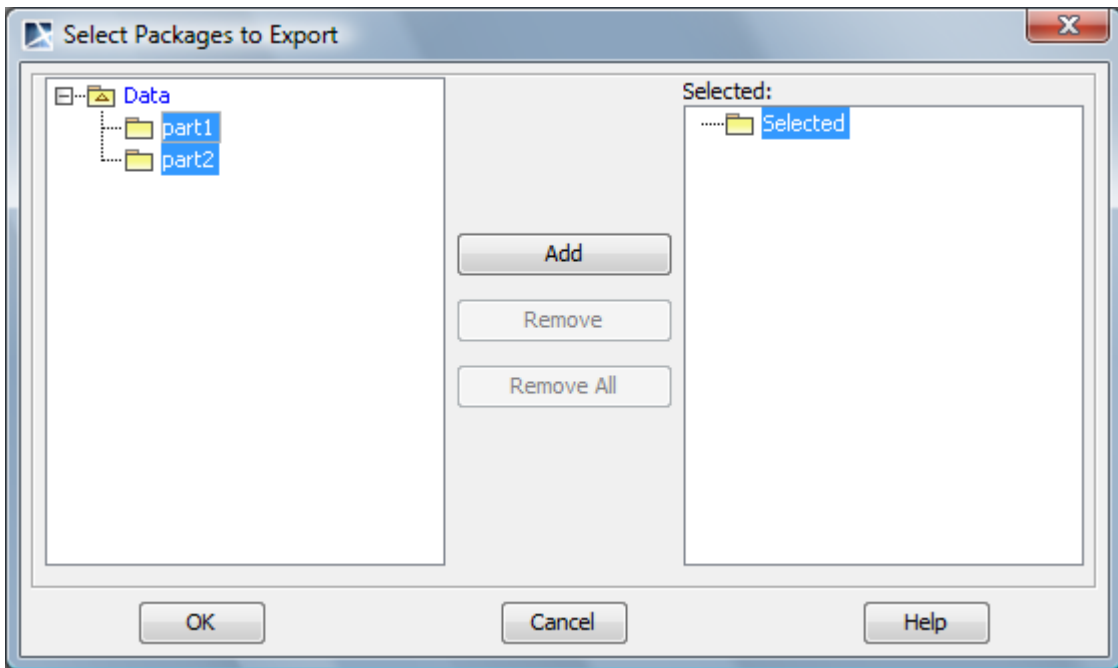 Select Packages to Export
Data
part1
part2
Selected:
Selected
Add
Remove
Remove All
OK
Cancel
Help